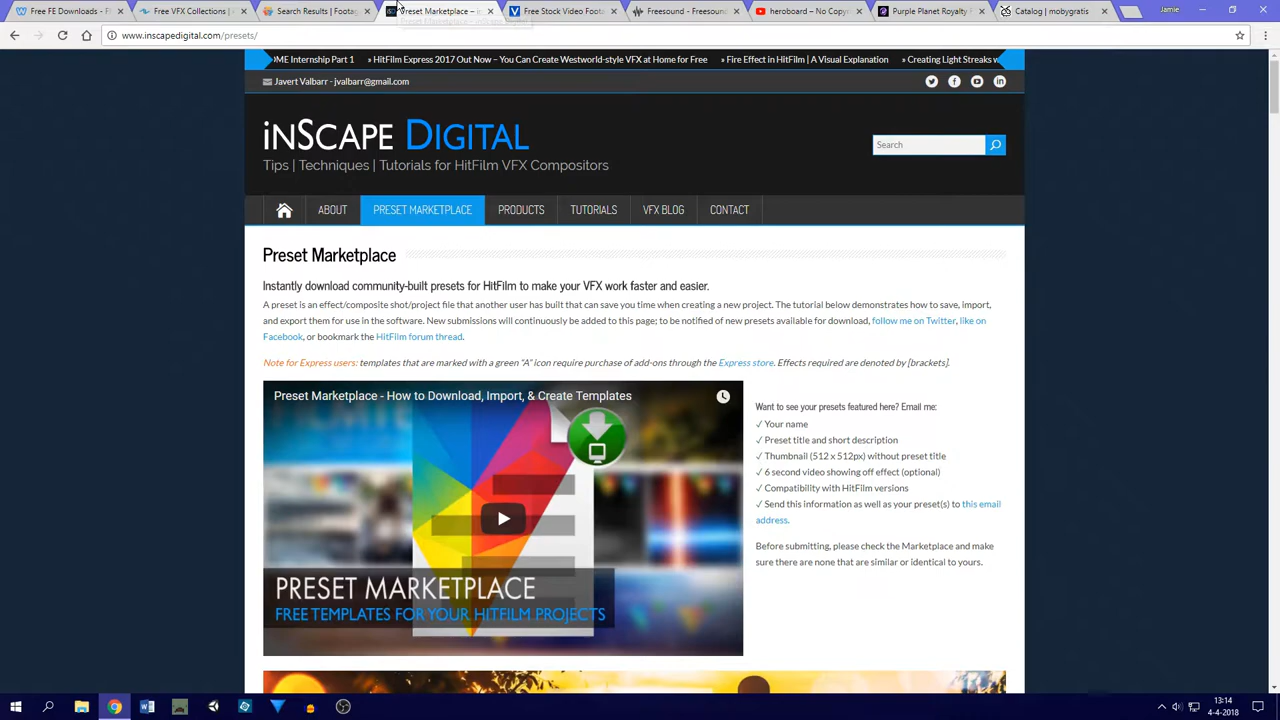 Free FE Downloads - Fo
Free VFX Collections |
Search Results | Footag
Preset Marketplace – i
Free Stock Video Foota
Freesound - Freesoun
heroboard – No Copyr
Purple Planet Royalty F
Catalog | mobygratis
www.inscapedigital.com/presets/
OME Internship Part 1
» HitFilm Express 2017 Out Now – You Can Create Westworld-style VFX at Home for Free
» Fire Effect in HitFilm | A Visual Explanation
» Creating Light Streaks w
Javert Valbarr - jvalbarr@gmail.com
iNSCAPE DIGITAL
Tips | Techniques | Tutorials for HitFilm VFX Compositors
Search
ABOUT
PRESET MARKETPLACE
PRODUCTS
TUTORIALS
VFX BLOG
CONTACT
Preset Marketplace
Instantly download community-built presets for HitFilm to make your VFX work faster and easier.
A preset is an effect/composite shot/project file that another user has built that can save you time when creating a new project. The tutorial below demonstrates how to save, import,
and export them for use in the software. New submissions will continuously be added to this page; to be notified of new presets available for download, follow me on Twitter, like on
Facebook, or bookmark the HitFilm forum thread.
Note for Express users: templates that are marked with a green "A" icon require purchase of add-ons through the Express store. Effects required are denoted by [brackets].
Preset Marketplace - How to Download, Import, & Create Templates
PRESET MARKETPLACE
FREE TEMPLATES FOR YOUR HITFILM PROJECTS
Want to see your presets featured here? Email me:
✓ Your name
✓ Preset title and short description
✓ Thumbnail (512 x 512px) without preset title
✓ 6 second video showing off effect (optional)
✓ Compatibility with HitFilm versions
✓ Send this information as well as your preset(s) to this email
address.
Before submitting, please check the Marketplace and make
sure there are none that are similar or identical to yours.
13:14
4-4-2018